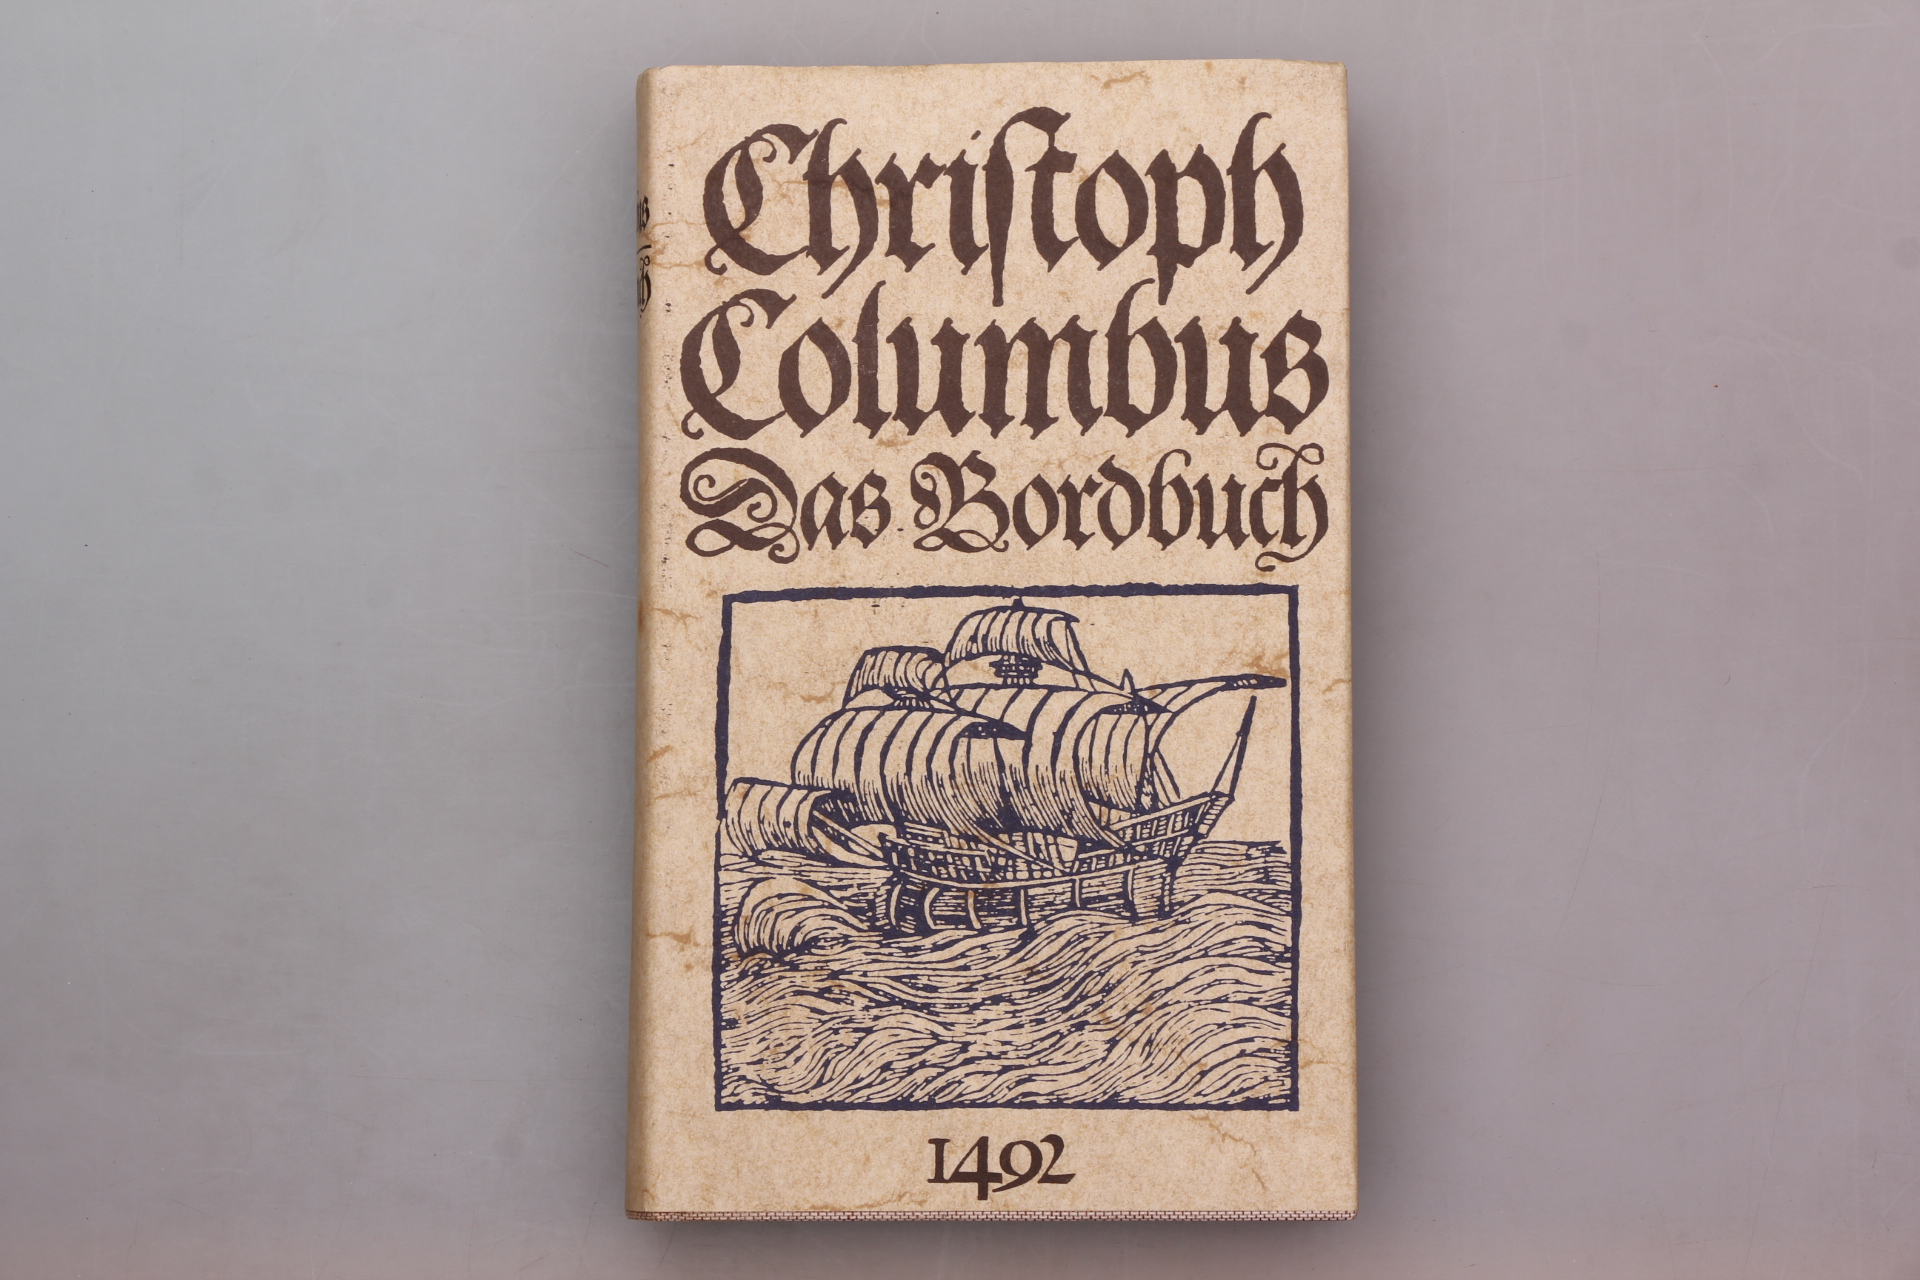 Chriſtoph
Columbus
Das Bordbuch
1492